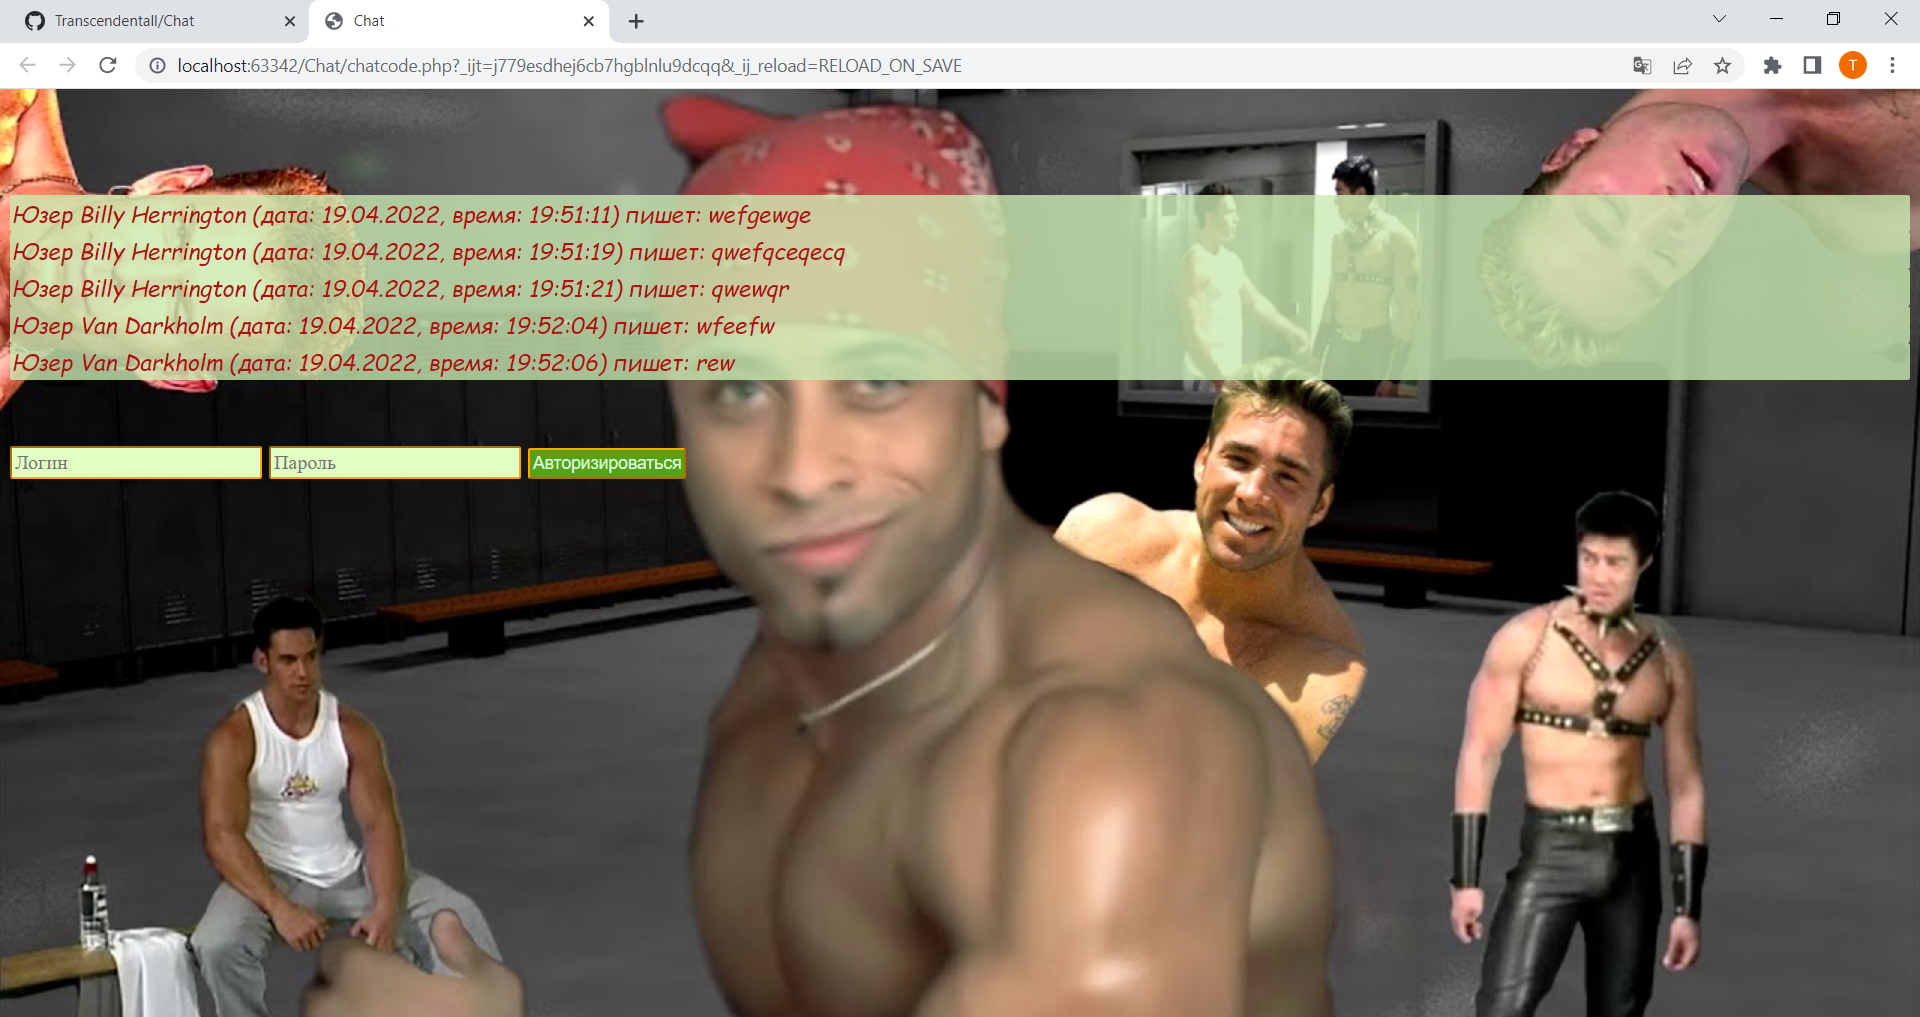 Transcendentall/Chat
Chat
localhost:63342/Chat/chatcode.php?_ijt=j779esdhej6cb7hgblnlu9dcqq&_ij_reload=RELOAD_ON_SAVE
T
Юзер Billy Herrington (дата: 19.04.2022, время: 19:51:11) пишет: wefgewge
Юзер Billy Herrington (дата: 19.04.2022, время: 19:51:19) пишет: qwefqceqecq
Юзер Billy Herrington (дата: 19.04.2022, время: 19:51:21) пишет: qwewqr
Юзер Van Darkholm (дата: 19.04.2022, время: 19:52:04) пишет: wfeefw
Юзер Van Darkholm (дата: 19.04.2022, время: 19:52:06) пишет: rew
Логин Пароль Авторизироваться